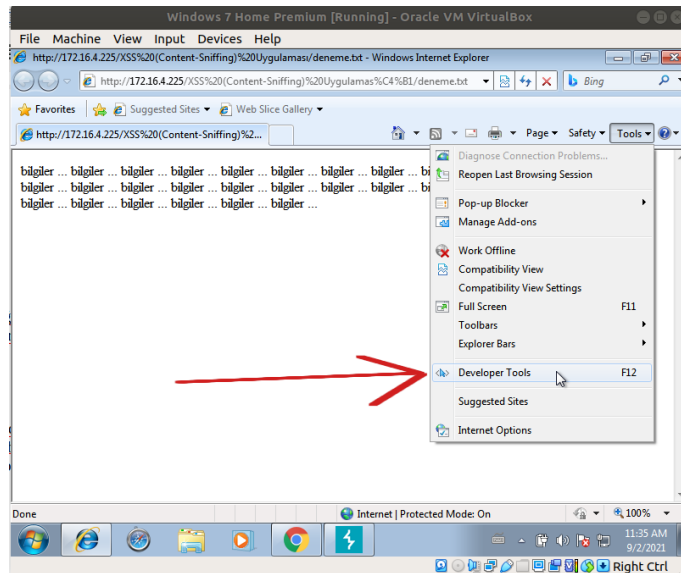 Windows 7 Home Premium [Running] - Oracle VM VirtualBox
File Machine View Input Devices Help
http://172.16.4.225/XSS%20(Content-Sniffing)%20Uygulaması/deneme.txt - Windows Internet Explorer
http://172.16.4.225/XSS%20(Content-Sniffing)%20Uygulamas%C4%B1/deneme.txt
Bing
Favorites Suggested Sites Web Slice Gallery
http://172.16.4.225/XSS%20(Content-Sniffing)%2... Page Safety Tools
bilgiler ... bilgiler ... bilgiler ... bilgiler ... bilgiler ... bilgiler ... bilgiler ... bilgiler ... bi
bilgiler ... bilgiler ... bilgiler ... bilgiler ... bilgiler ... bilgiler ... bilgiler ... bilgiler ... bi
bilgiler ... bilgiler ... bilgiler ... bilgiler ... bilgiler ... bilgiler ...
Diagnose Connection Problems...
Reopen Last Browsing Session
Pop-up Blocker
Manage Add-ons
Work Offline
Compatibility View
Compatibility View Settings
Full Screen F11
Toolbars
Explorer Bars
Developer Tools F12
Suggested Sites
Internet Options
Done Internet | Protected Mode: On 100%
11:35 AM
9/2/2021
Right Ctrl